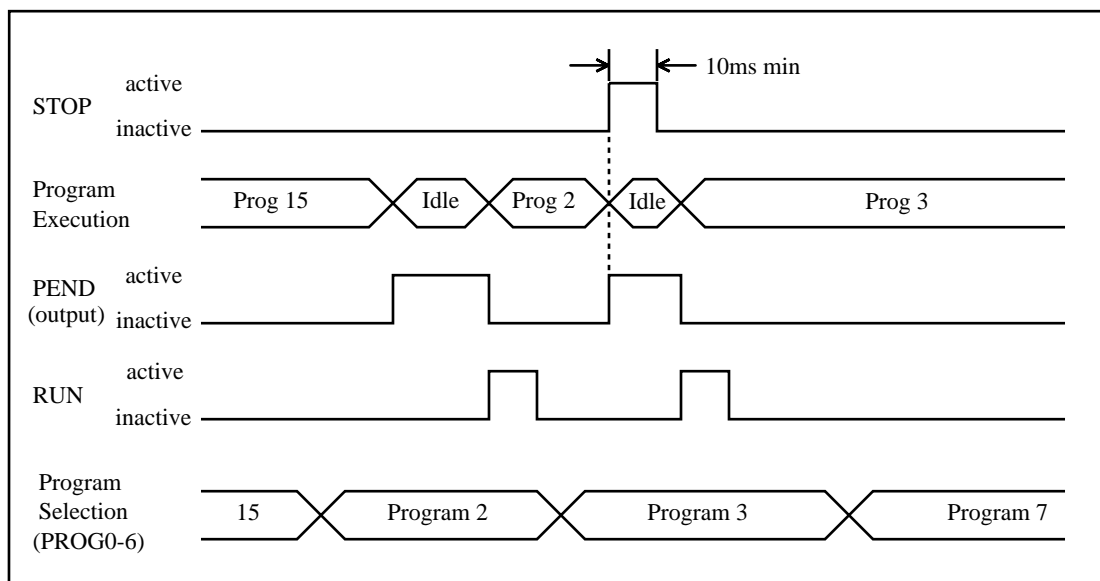 10ms min
active
STOP
inactive
Program
Execution
Prog 15
Idle
Prog 2
Idle
Prog 3
active
PEND
(output)
inactive
active
RUN
inactive
Program
Selection
(PROG0-6)
15
Program 2
Program 3
Program 7